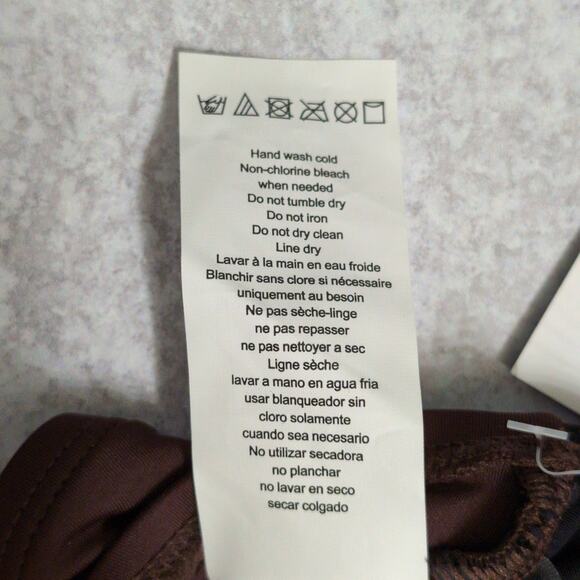 Hand wash cold
Non-chlorine bleach
when needed
Do not tumble dry
Do not iron
Do not dry clean
Line dry
Lavar à la main en eau froide
Blanchir sans clore si nécessaire
uniquement au besoin
Ne pas sèche-linge
ne pas repasser
ne pas nettoyer a sec
Ligne sèche
lavar a mano en agua fria
usar blanqueador sin
cloro solamente
cuando sea necesario
No utilizar secadora
no planchar
no lavar en seco
secar colgado